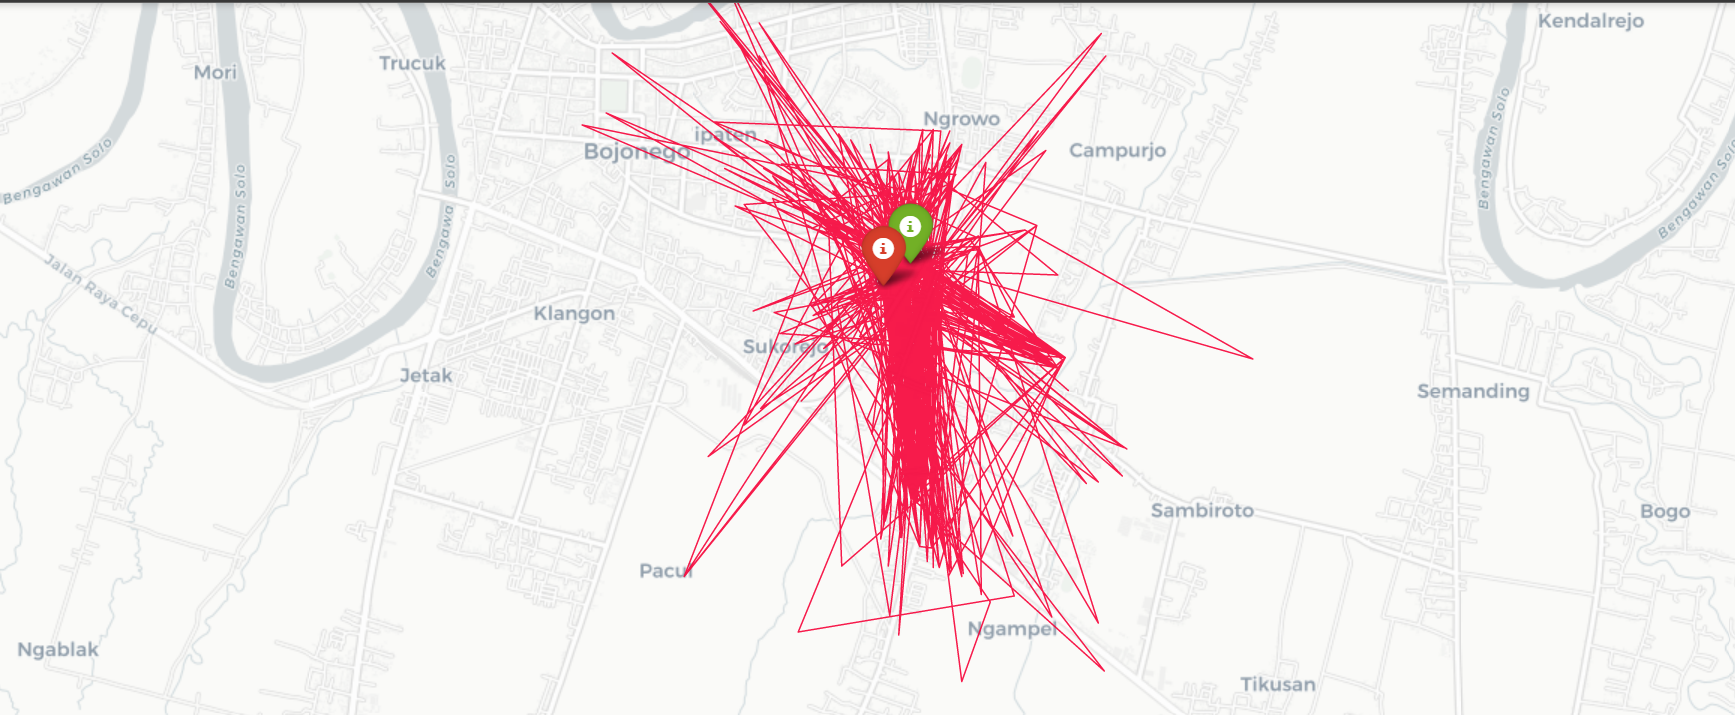 Kendalrejo
Trucuk
Mori
Ngrowo
ipaten
Bojonego
Campurjo
Bengawan Solo
Bengawan Solo
Bengawa
Solo
Bengawan Solo
Bengawan Solo
Jalan Raya Cepu
Klangon
Sukorejo
Jetak
Semanding
Sambiroto
Bogo
Pacul
Ngampel
Ngablak
Tikusan